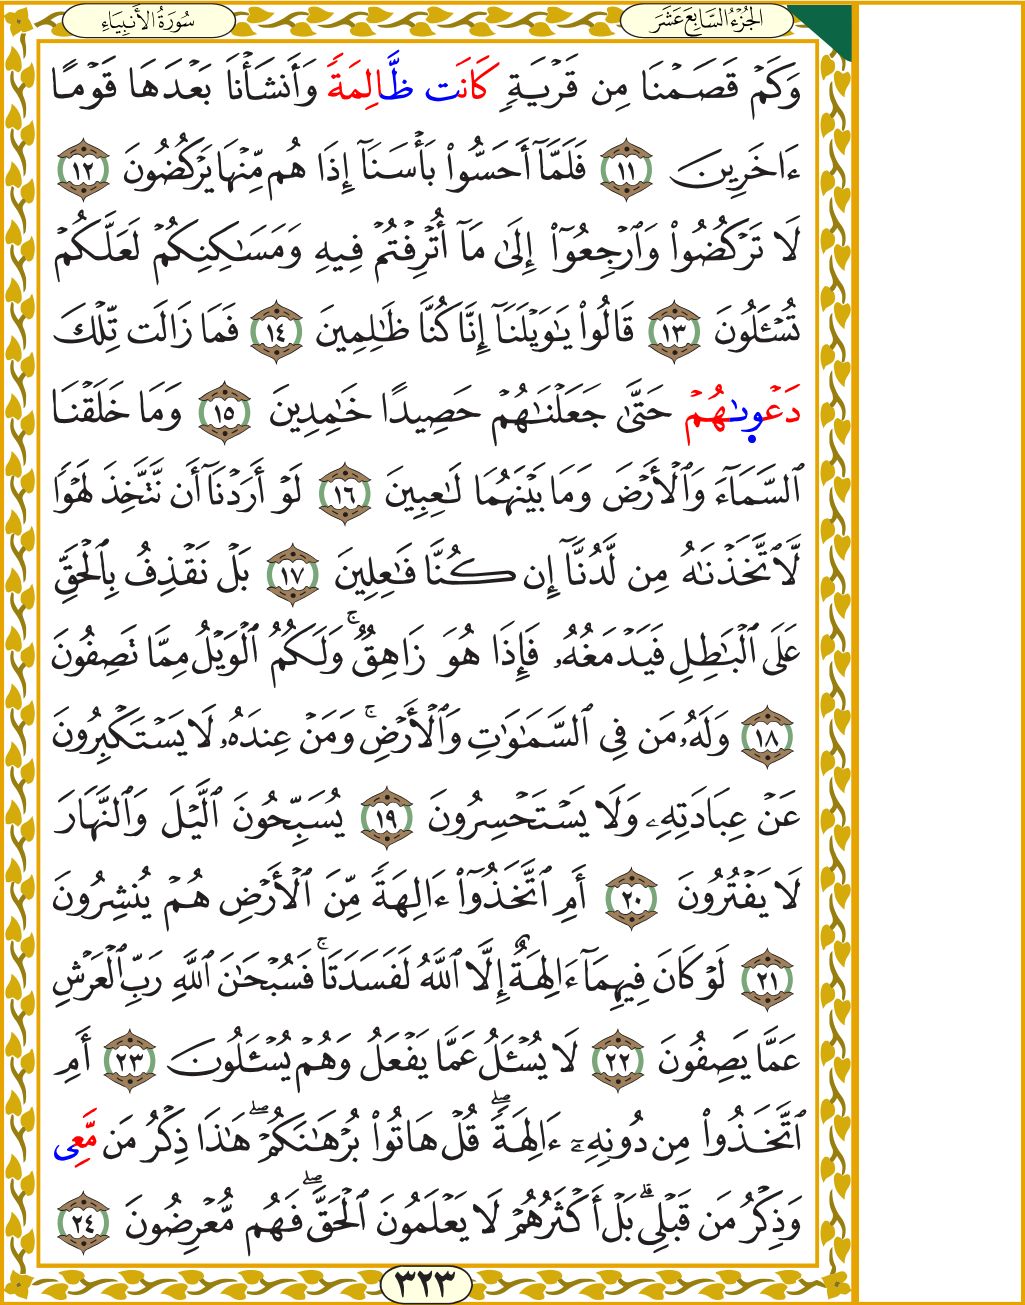 الجُزْءُ السَّابِعَ عَشَرَ
سُورَةُ الأَنبِيَاءِ
وَكَمۡ قَصَمۡنَا مِن قَرۡيَةٖ كَانَت ظَّالِمَةٗ وَأَنشَأۡنَا بَعۡدَهَا قَوۡمًا
ءَاخَرِينَ ١١ فَلَمَّآ أَحَسُّواْ بَأۡسَنَآ إِذَا هُم مِّنۡهَا يَرۡكُضُونَ ١٢
لَا تَرۡكُضُواْ وَٱرۡجِعُوٓاْ إِلَىٰ مَآ أُتۡرِفۡتُمۡ فِيهِ وَمَسَٰكِنِكُمۡ لَعَلَّكُمۡ
تُسۡـَٔلُونَ ١٣ قَالُواْ يَٰوَيۡلَنَآ إِنَّا كُنَّا ظَٰلِمِينَ ١٤ فَمَا زَالَت تِّلۡكَ
دَعۡوىٰهُمۡ حَتَّىٰ جَعَلۡنَٰهُمۡ حَصِيدًا خَٰمِدِينَ ١٥ وَمَا خَلَقۡنَا
ٱلسَّمَآءَ وَٱلۡأَرۡضَ وَمَا بَيۡنَهُمَا لَٰعِبِينَ ١٦ لَوۡ أَرَدۡنَآ أَن نَّتَّخِذَ لَهۡوٗا
لَّٱتَّخَذۡنَٰهُ مِن لَّدُنَّآ إِن كُنَّا فَٰعِلِينَ ١٧ بَلۡ نَقۡذِفُ بِٱلۡحَقِّ
عَلَى ٱلۡبَٰطِلِ فَيَدۡمَغُهُۥ فَإِذَا هُوَ زَاهِقٞۚ وَلَكُمُ ٱلۡوَيۡلُ مِمَّا تَصِفُونَ
١٨ وَلَهُۥ مَن فِي ٱلسَّمَٰوَٰتِ وَٱلۡأَرۡضِۚ وَمَنۡ عِندَهُۥ لَا يَسۡتَكۡبِرُونَ
عَنۡ عِبَادَتِهِۦ وَلَا يَسۡتَحۡسِرُونَ ١٩ يُسَبِّحُونَ ٱلَّيۡلَ وَٱلنَّهَارَ
لَا يَفۡتُرُونَ ٢٠ أَمِ ٱتَّخَذُوٓاْ ءَالِهَةٗ مِّنَ ٱلۡأَرۡضِ هُمۡ يُنشِرُونَ
٢١ لَوۡ كَانَ فِيهِمَآ ءَالِهَةٌ إِلَّا ٱللَّهُ لَفَسَدَتَاۚ فَسُبۡحَٰنَ ٱللَّهِ رَبِّ ٱلۡعَرۡشِ
عَمَّا يَصِفُونَ ٢٢ لَا يُسۡـَٔلُ عَمَّا يَفۡعَلُ وَهُمۡ يُسۡـَٔلُونَ ٢٣ أَمِ
ٱتَّخَذُواْ مِن دُونِهِۦٓ ءَالِهَةٗۖ قُلۡ هَاتُواْ بُرۡهَٰنَكُمۡۖ هَٰذَا ذِكۡرُ مَن مَّعِى
وَذِكۡرُ مَن قَبۡلِيۚ بَلۡ أَكۡثَرُهُمۡ لَا يَعۡلَمُونَ ٱلۡحَقَّۖ فَهُم مُّعۡرِضُونَ ٢٤
٣٢٣